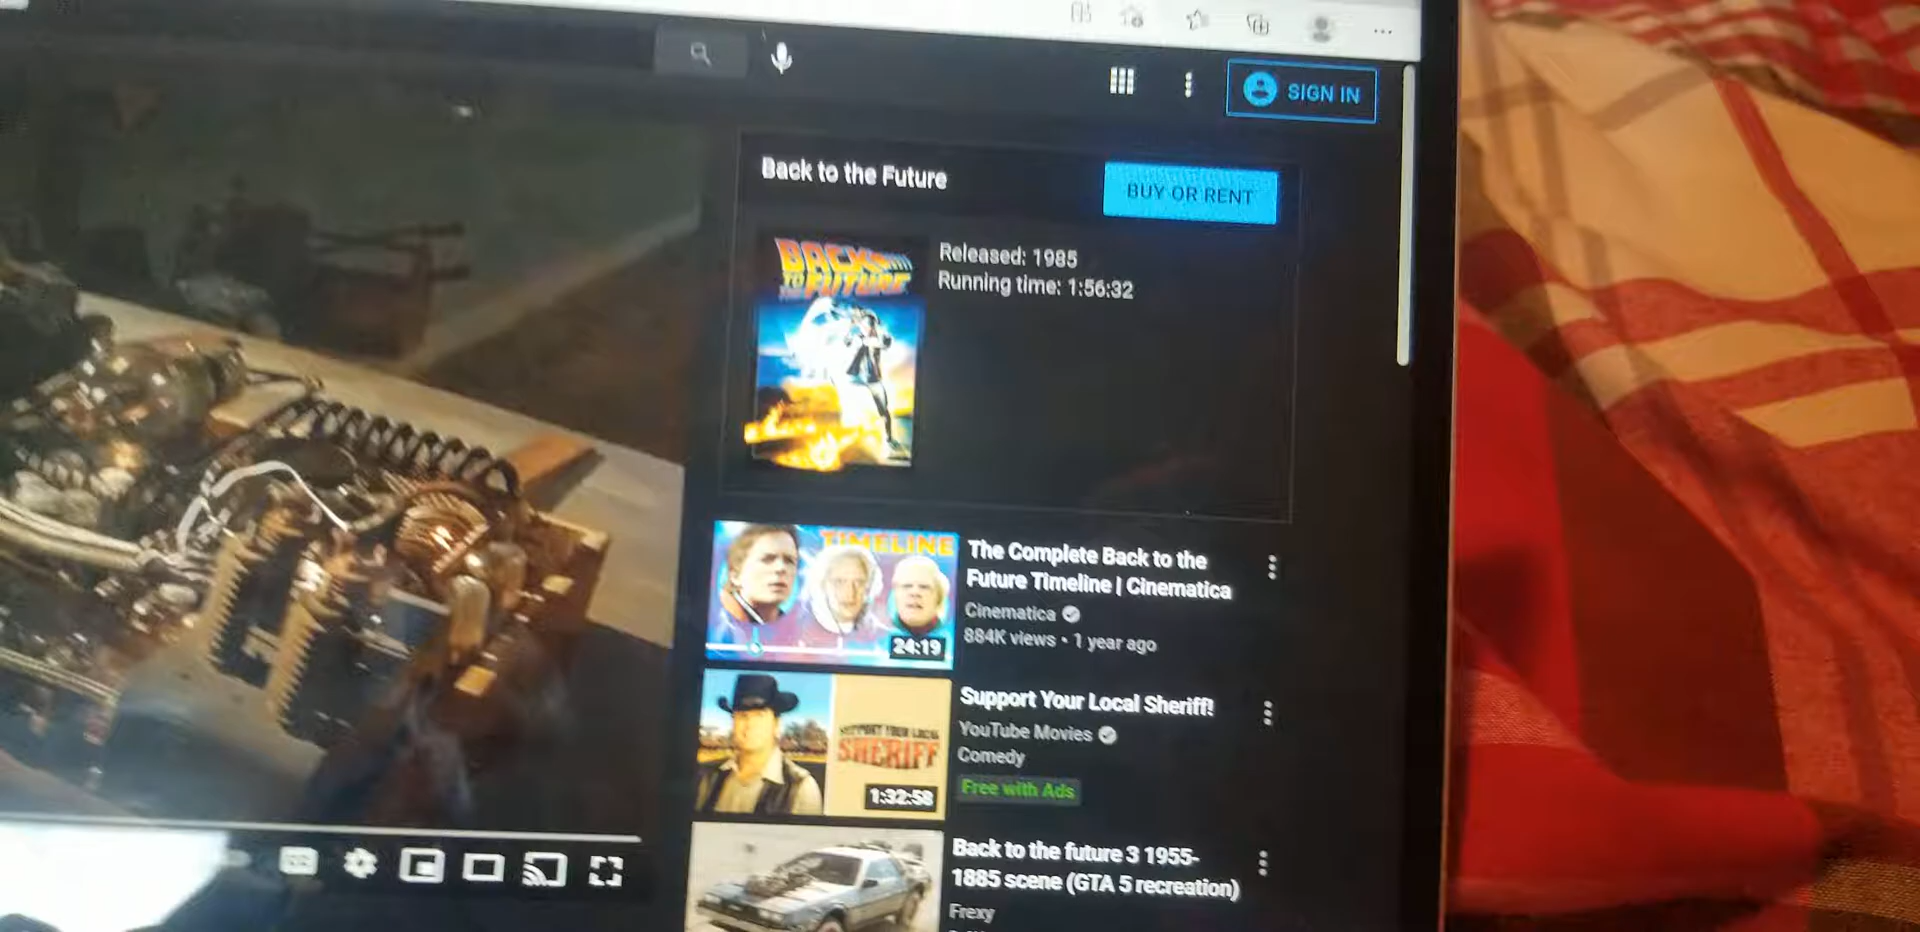 SIGN IN
Back to the Future
BUY OR RENT
BACK
TO THE
FUTURE
Released: 1985
Running time: 1:56:32
TIMELINE
24:19
The Complete Back to the
Future Timeline | Cinematica
Cinematica
884K views • 1 year ago
SUPPORT YOUR LOCAL
SHERIFF
1:32:58
Support Your Local Sheriff!
YouTube Movies
Comedy
Free with Ads
Back to the future 3 1955-
1885 scene (GTA 5 recreation)
Frexy